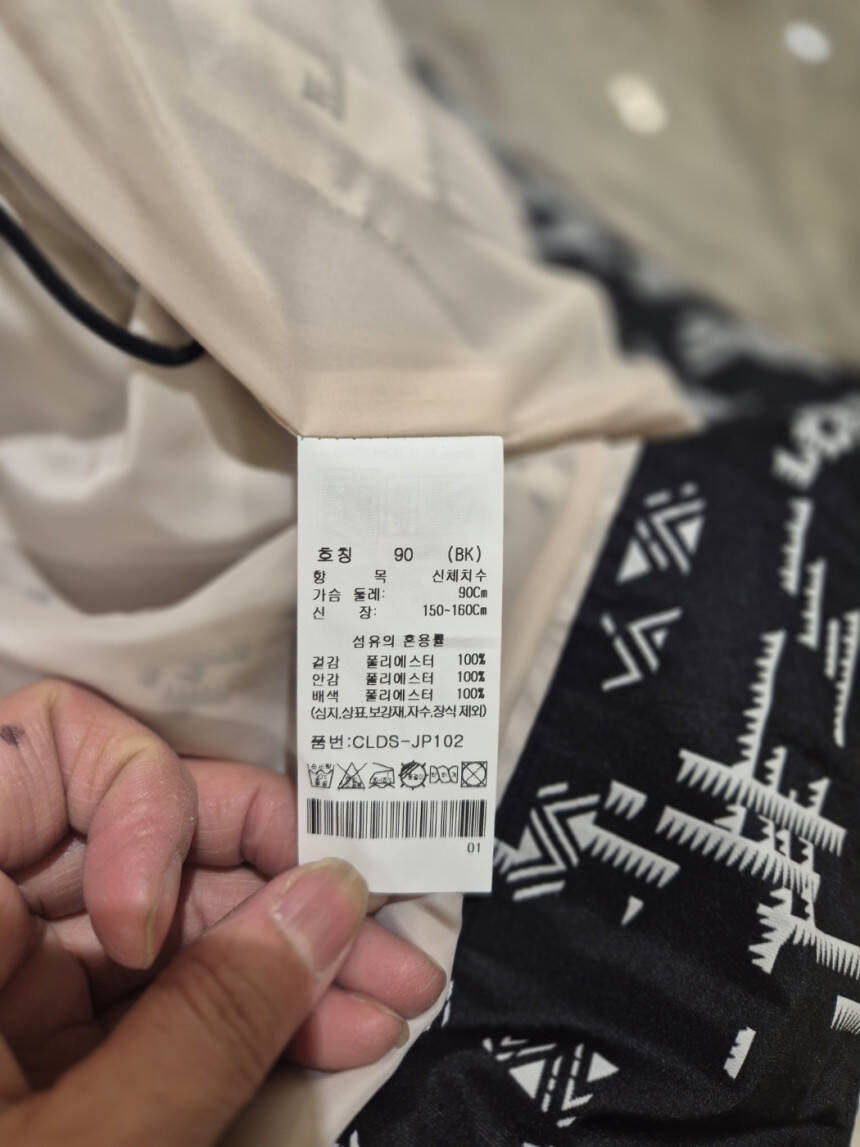 호칭 90 (BK)
항 목 신체치수
가슴 둘레: 90Cm
신 장: 150~160Cm
섬유의 혼용률
겉감 폴리에스터 100%
안감 폴리에스터 100%
배색 폴리에스터 100%
(심지,상표,보강재,자수,장식 제외)
품번:CLDS-JP102
01